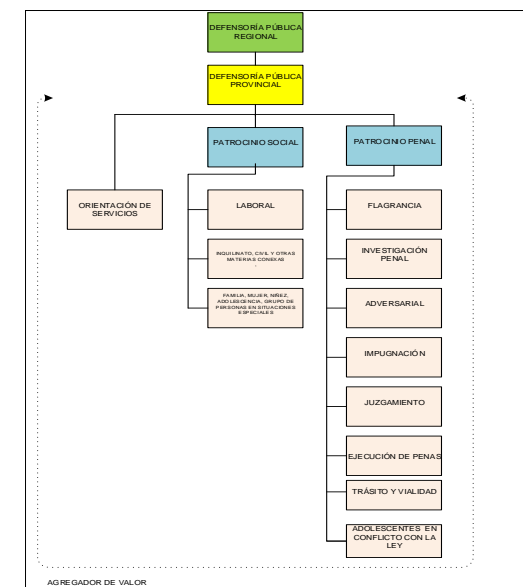 DEFENSORÍA PÚBLICA
REGIONAL
DEFENSORÍA PÚBLICA
PROVINCIAL
PATROCINIO SOCIAL
PATROCINIO PENAL
ORIENTACIÓN DE
SERVICIOS
LABORAL
INQUILINATO, CIVIL Y OTRAS
MATERIAS CONEXAS
FAMILIA, MUJER, NIÑEZ,
ADOLESCENCIA, GRUPO DE
PERSONAS EN SITUACIONES
ESPECIALES
FLAGRANCIA
INVESTIGACIÓN
PENAL
ADVERSARIAL
IMPUGNACIÓN
JUZGAMIENTO
EJECUCIÓN DE PENAS
TRÁSITO Y VIALIDAD
ADOLESCENTES EN
CONFLICTO CON LA
LEY
AGREGADOR DE VALOR